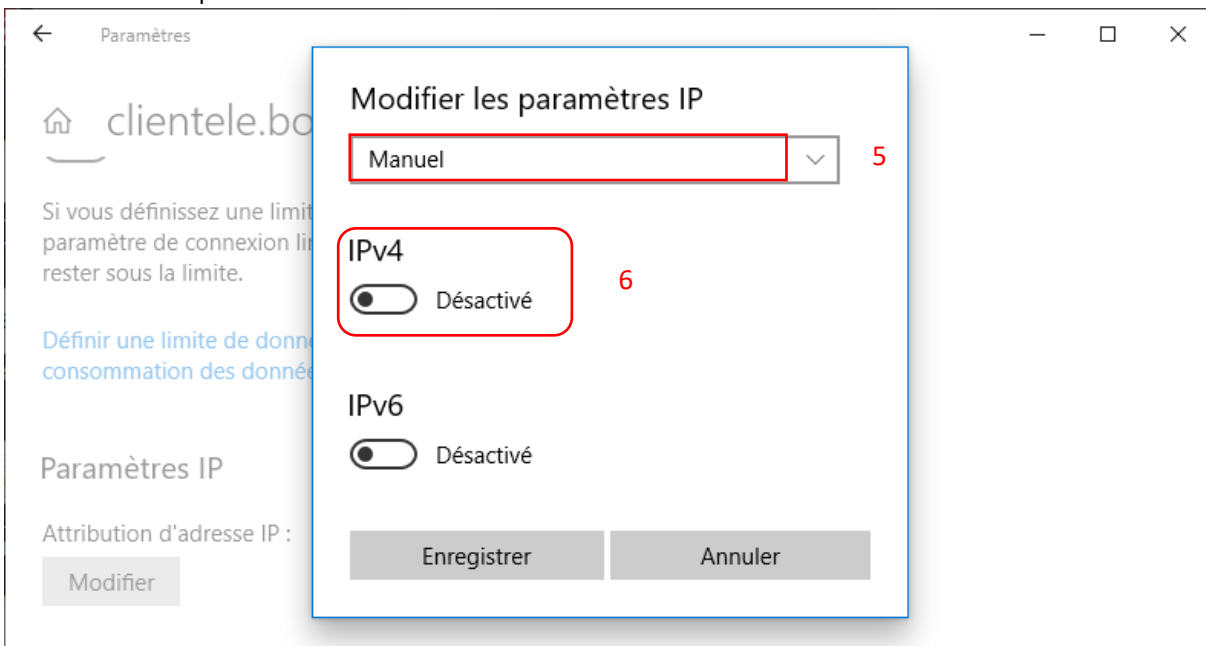 Paramètres
clientele.bo
Si vous définissez une limit
paramètre de connexion lin
rester sous la limite.
Définir une limite de donn
consommation des donnée
Paramètres IP
Attribution d'adresse IP :
Modifier
Modifier les paramètres IP
Manuel
5
IPv4
Désactivé
6
IPv6
Désactivé
Enregistrer
Annuler